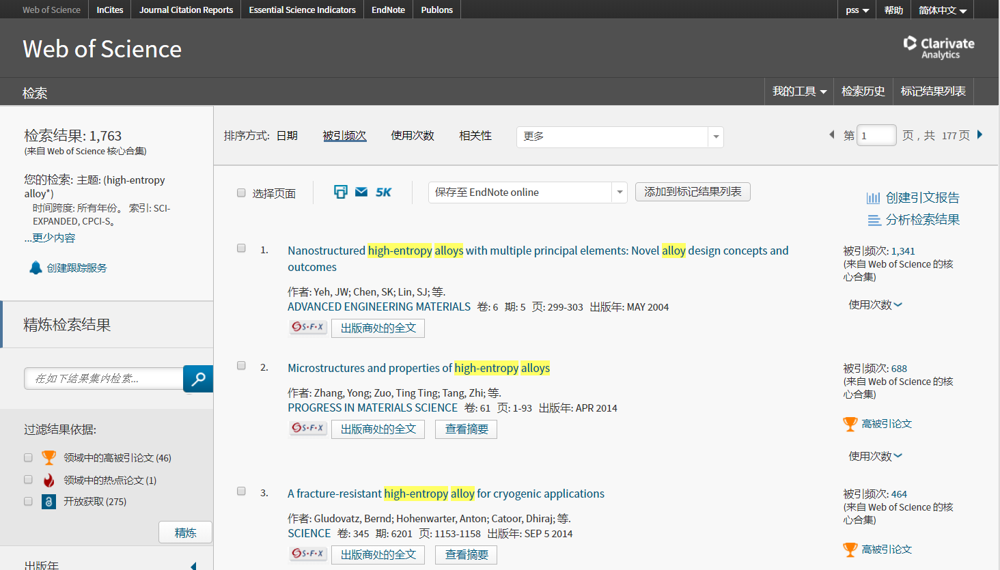 Web of Science InCites Journal Citation Reports Essential Science Indicators EndNote Publons pss 帮助 简体中文
Web of Science
Clarivate
Analytics
检索 我的工具 检索历史 标记结果列表
检索结果: 1,763
(来自 Web of Science 核心合集)
您的检索: 主题: (high-entropy
alloy*)
时间跨度: 所有年份。 索引: SCI-
EXPANDED, CPCI-S。
...更少内容
创建跟踪服务
精炼检索结果
在如下结果集内检索...
过滤结果依据:
领域中的高被引论文 (46)
领域中的热点论文 (1)
开放获取 (275)
精炼
出版年
排序方式: 日期 被引频次 使用次数 相关性 更多
第 1 页 , 共 177 页
选择页面 5K 保存至 EndNote online 添加到标记结果列表
创建引文报告
分析检索结果
1. Nanostructured high-entropy alloys with multiple principal elements: Novel alloy design concepts and
outcomes
作者: Yeh, JW; Chen, SK; Lin, SJ; 等.
ADVANCED ENGINEERING MATERIALS 卷: 6 期: 5 页: 299-303 出版年: MAY 2004
S·F·X 出版商处的全文
被引频次: 1,341
(来自 Web of Science 的核
心合集)
使用次数
2. Microstructures and properties of high-entropy alloys
作者: Zhang, Yong; Zuo, Ting Ting; Tang, Zhi; 等.
PROGRESS IN MATERIALS SCIENCE 卷: 61 页: 1-93 出版年: APR 2014
S·F·X 出版商处的全文 查看摘要
被引频次: 688
(来自 Web of Science 的核
心合集)
高被引论文
使用次数
3. A fracture-resistant high-entropy alloy for cryogenic applications
作者: Gludovatz, Bernd; Hohenwarter, Anton; Catoor, Dhiraj; 等.
SCIENCE 卷: 345 期: 6201 页: 1153-1158 出版年: SEP 5 2014
S·F·X 出版商处的全文 查看摘要
被引频次: 464
(来自 Web of Science 的核
心合集)
高被引论文